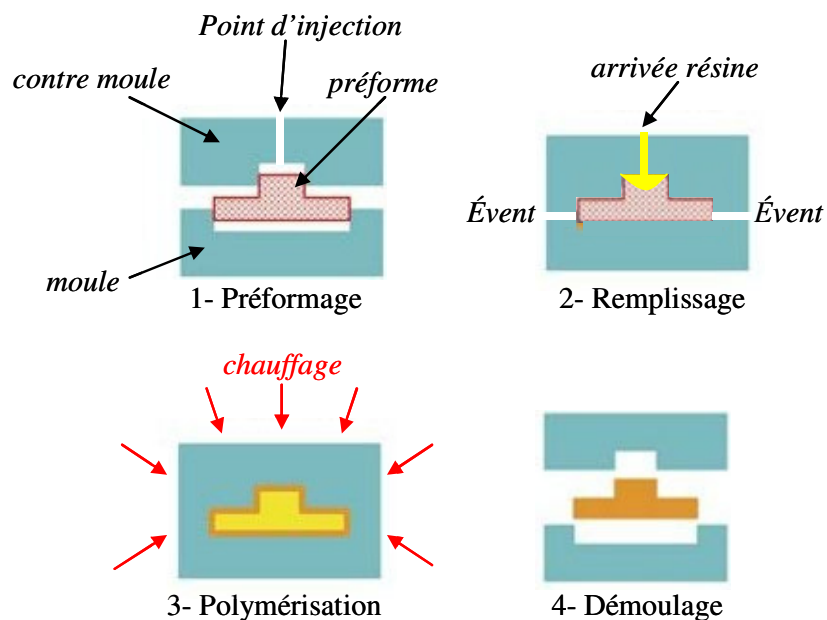 Point d'injection
contre moule
préforme
moule
1- Préformage
arrivée résine
Évent
Évent
2- Remplissage
chauffage
3- Polymérisation
4- Démoulage